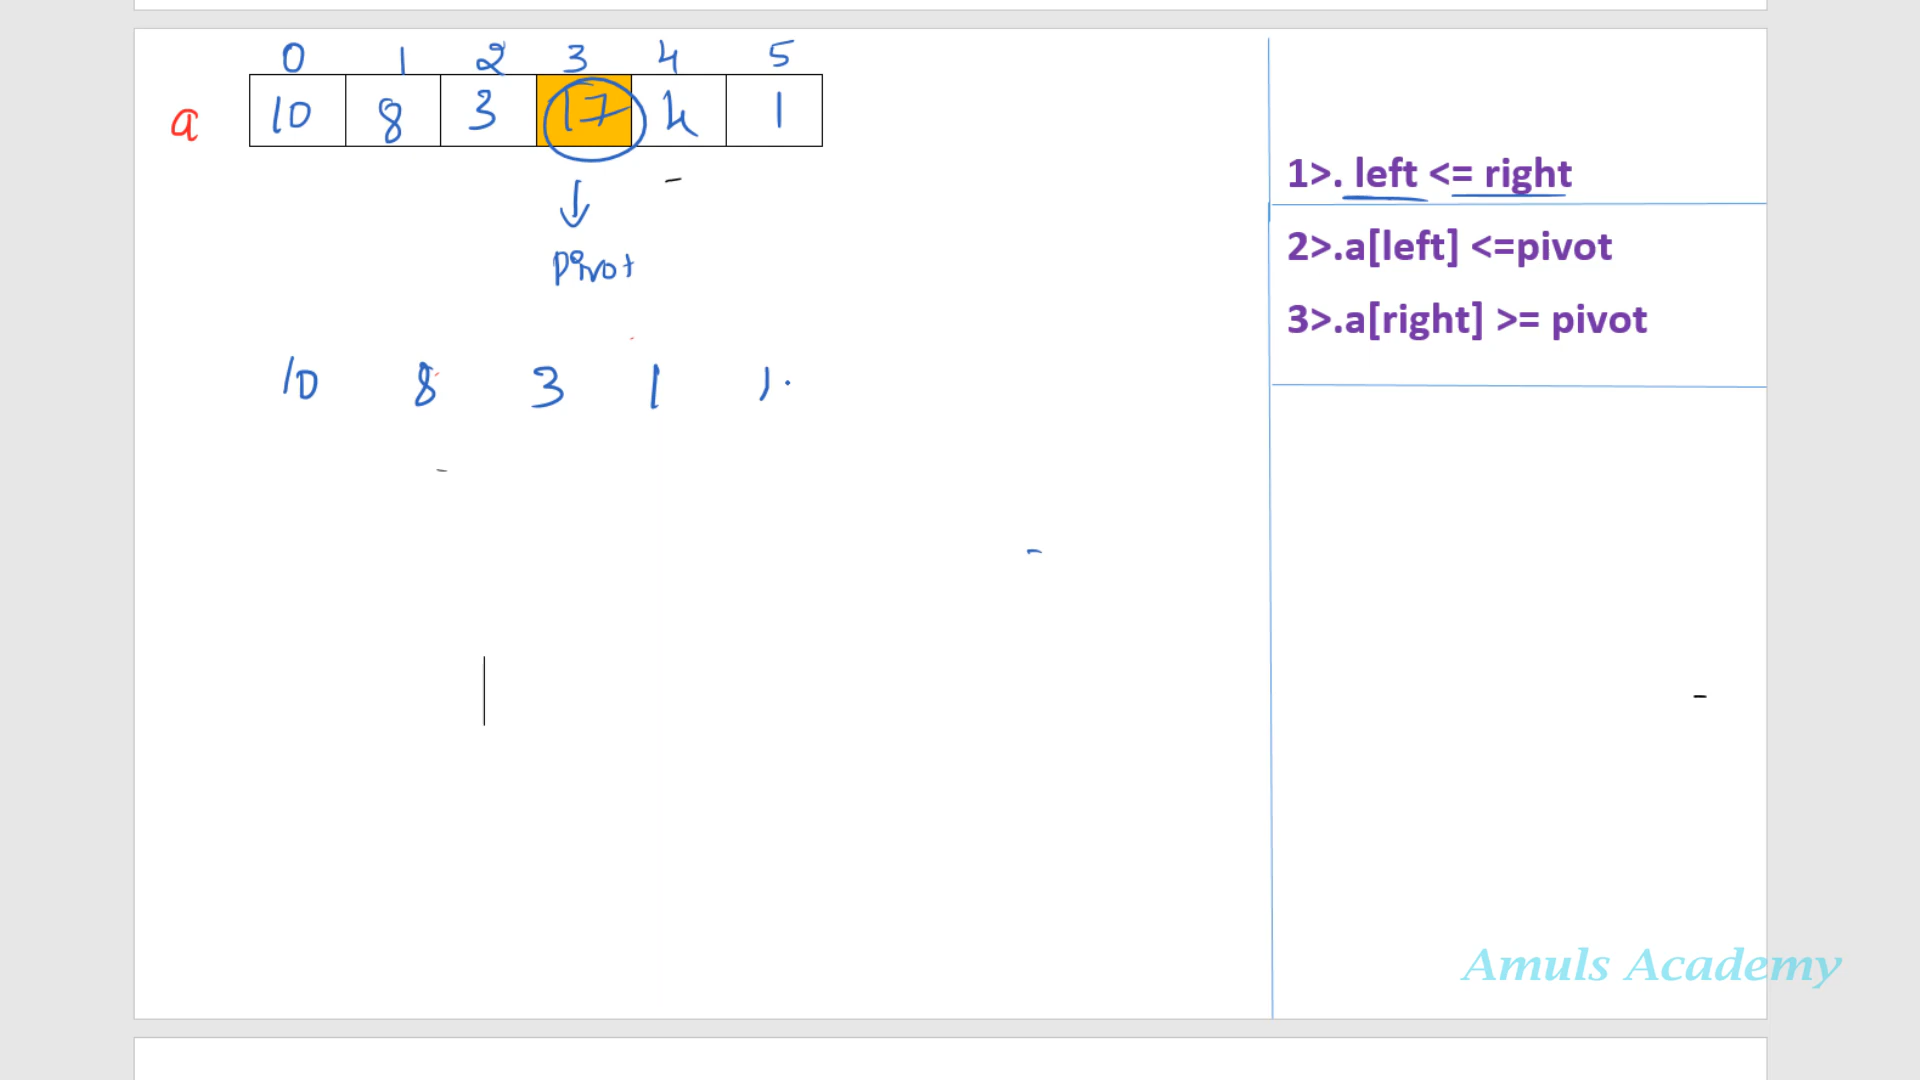 0 1 2 3 4 5
a 10 8 3 17 4 1
Pivot
10 8 3 1
1>. left <= right
2>.a[left] <=pivot
3>.a[right] >= pivot
Amuls Academy